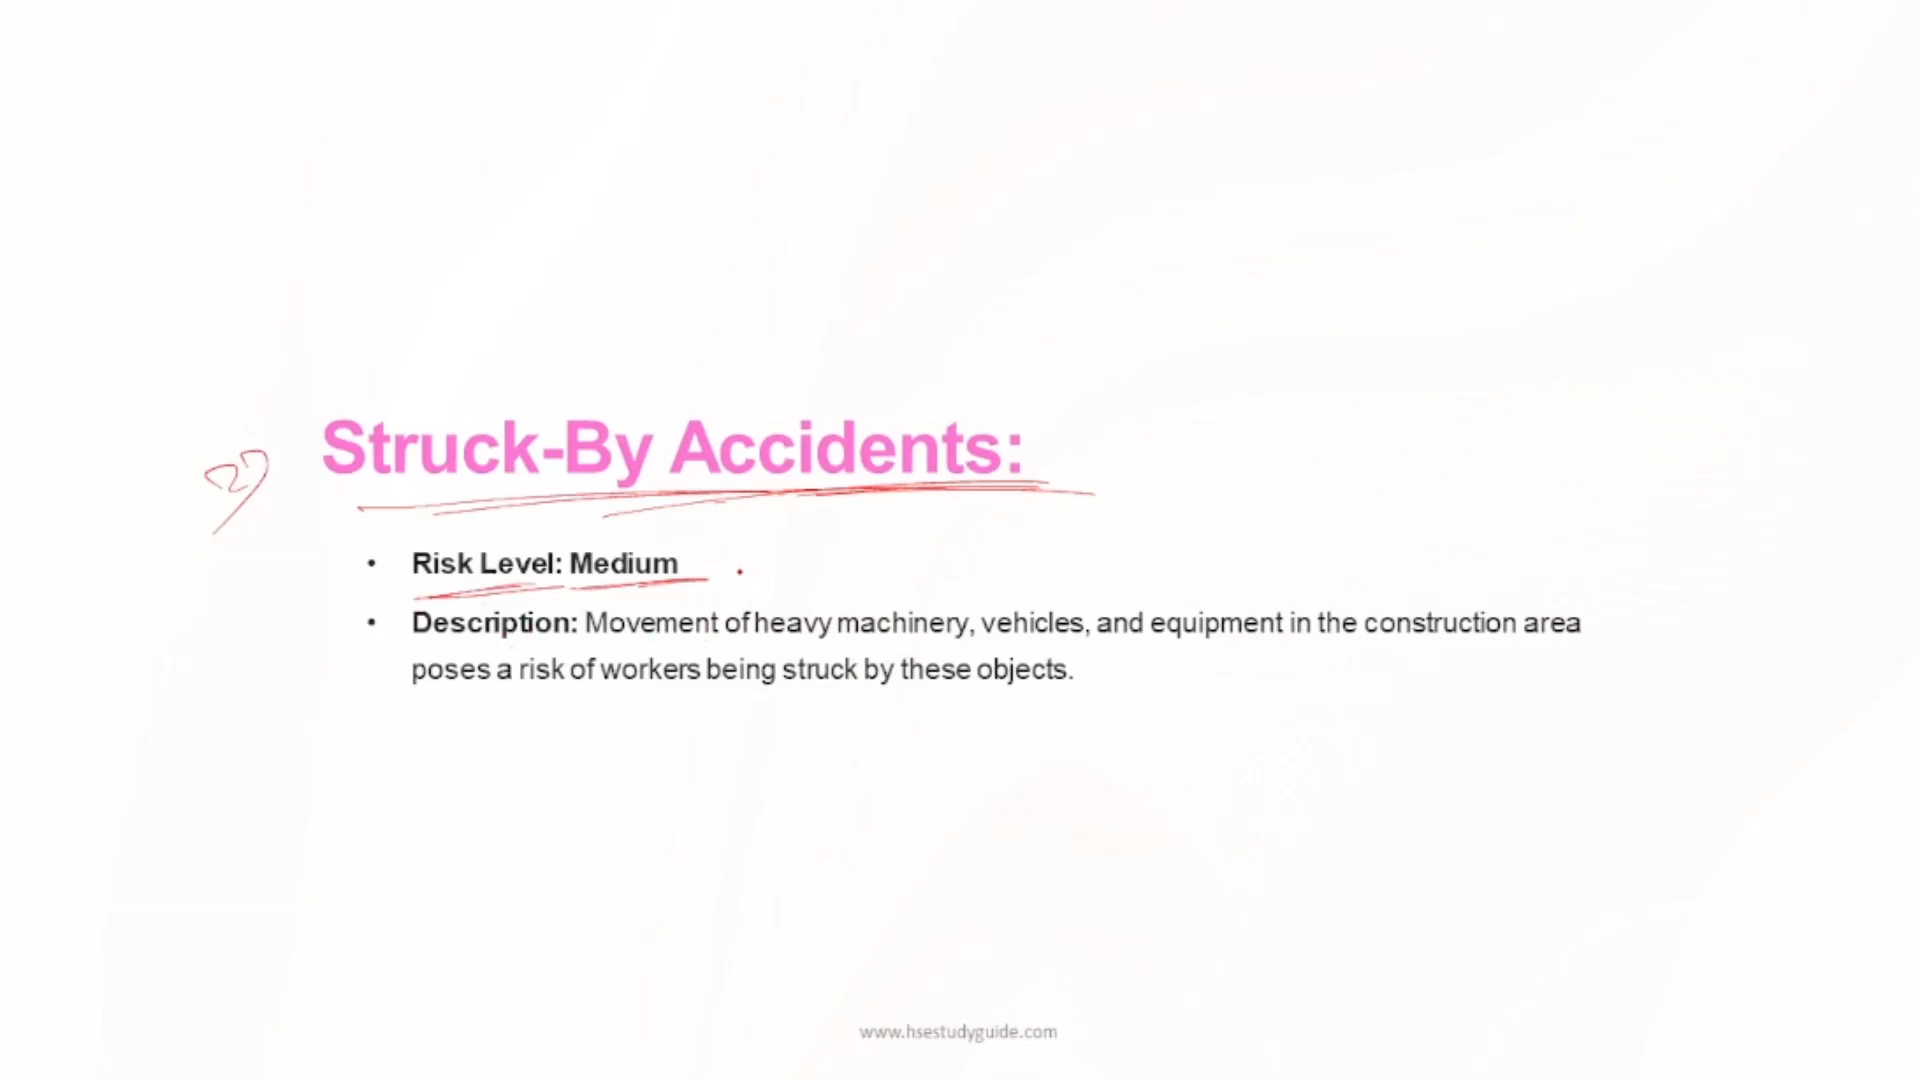 2)
Struck-By Accidents:
• Risk Level: Medium
• Description: Movement of heavy machinery, vehicles, and equipment in the construction area
poses a risk of workers being struck by these objects.
www.hsestudyguide.com